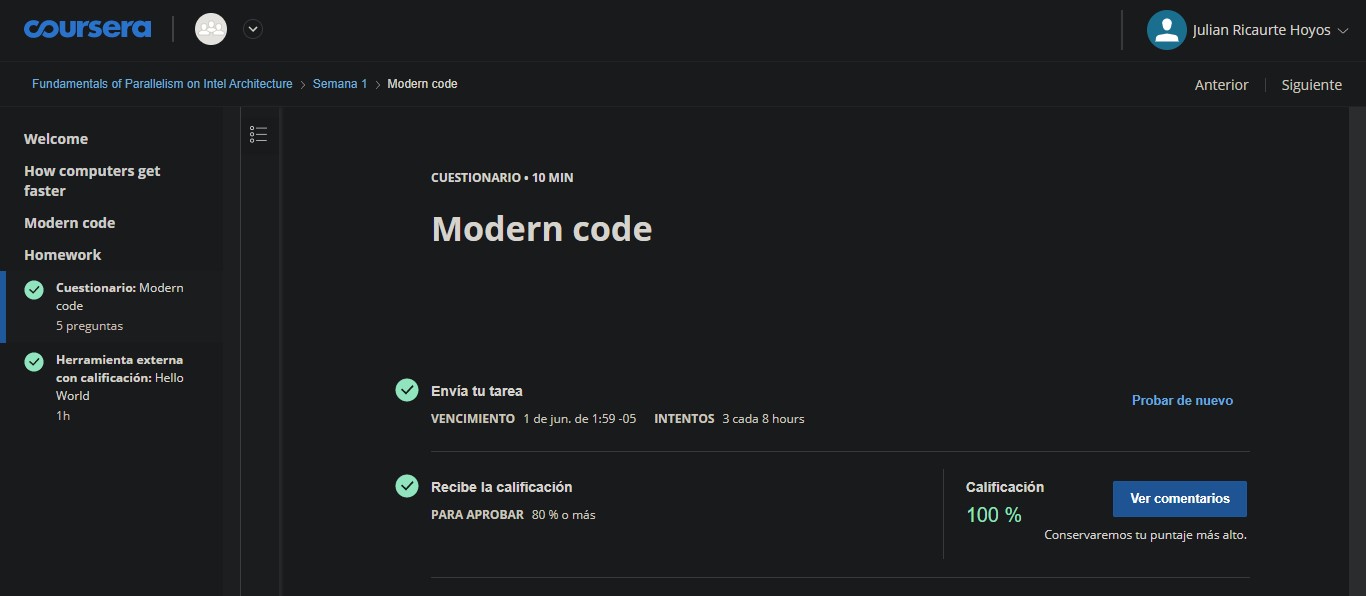 coursera
Julian Ricaurte Hoyos
Fundamentals of Parallelism on Intel Architecture > Semana 1 > Modern code
Anterior | Siguiente
Welcome
How computers get
faster
Modern code
Homework
Cuestionario: Modern
code
5 preguntas
Herramienta externa
con calificación: Hello
World
1h
CUESTIONARIO • 10 MIN
Modern code
Envía tu tarea
VENCIMIENTO 1 de jun. de 1:59 -05 INTENTOS 3 cada 8 hours
Probar de nuevo
Recibe la calificación
PARA APROBAR 80 % o más
Calificación
100 %
Ver comentarios
Conservaremos tu puntaje más alto.